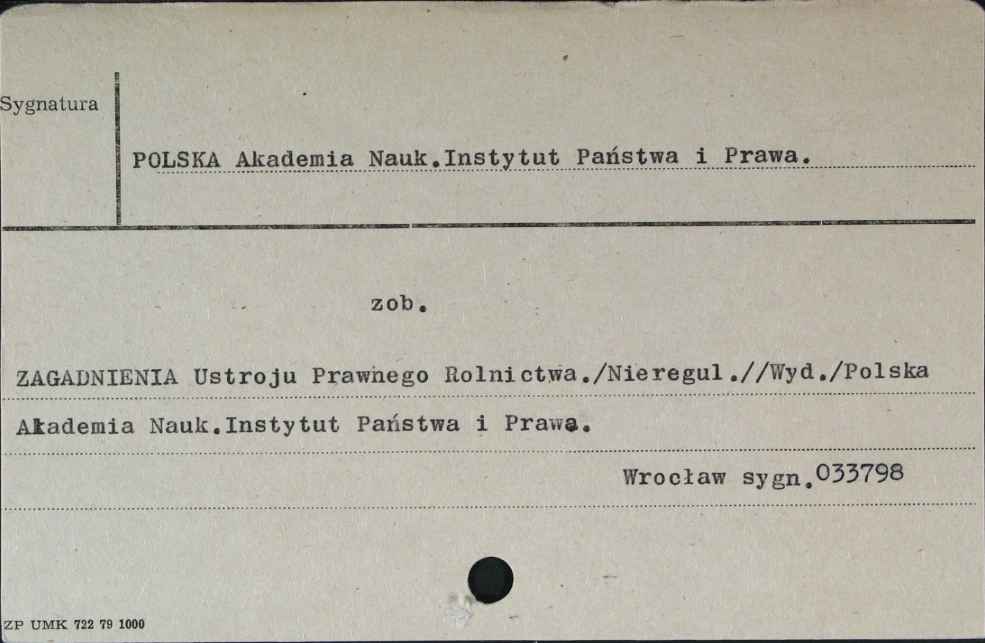 Sygnatura
POLSKA Akademia Nauk.Instytut Państwa i Prawa.
zob.
ZAGADNIENIA Ustroju Prawnego Rolnictwa./Nieregul.//Wyd./Polska
Akademia Nauk.Instytut Państwa i Prawa.
Wrocław sygn.033798
ZP UMK 722 79 1000